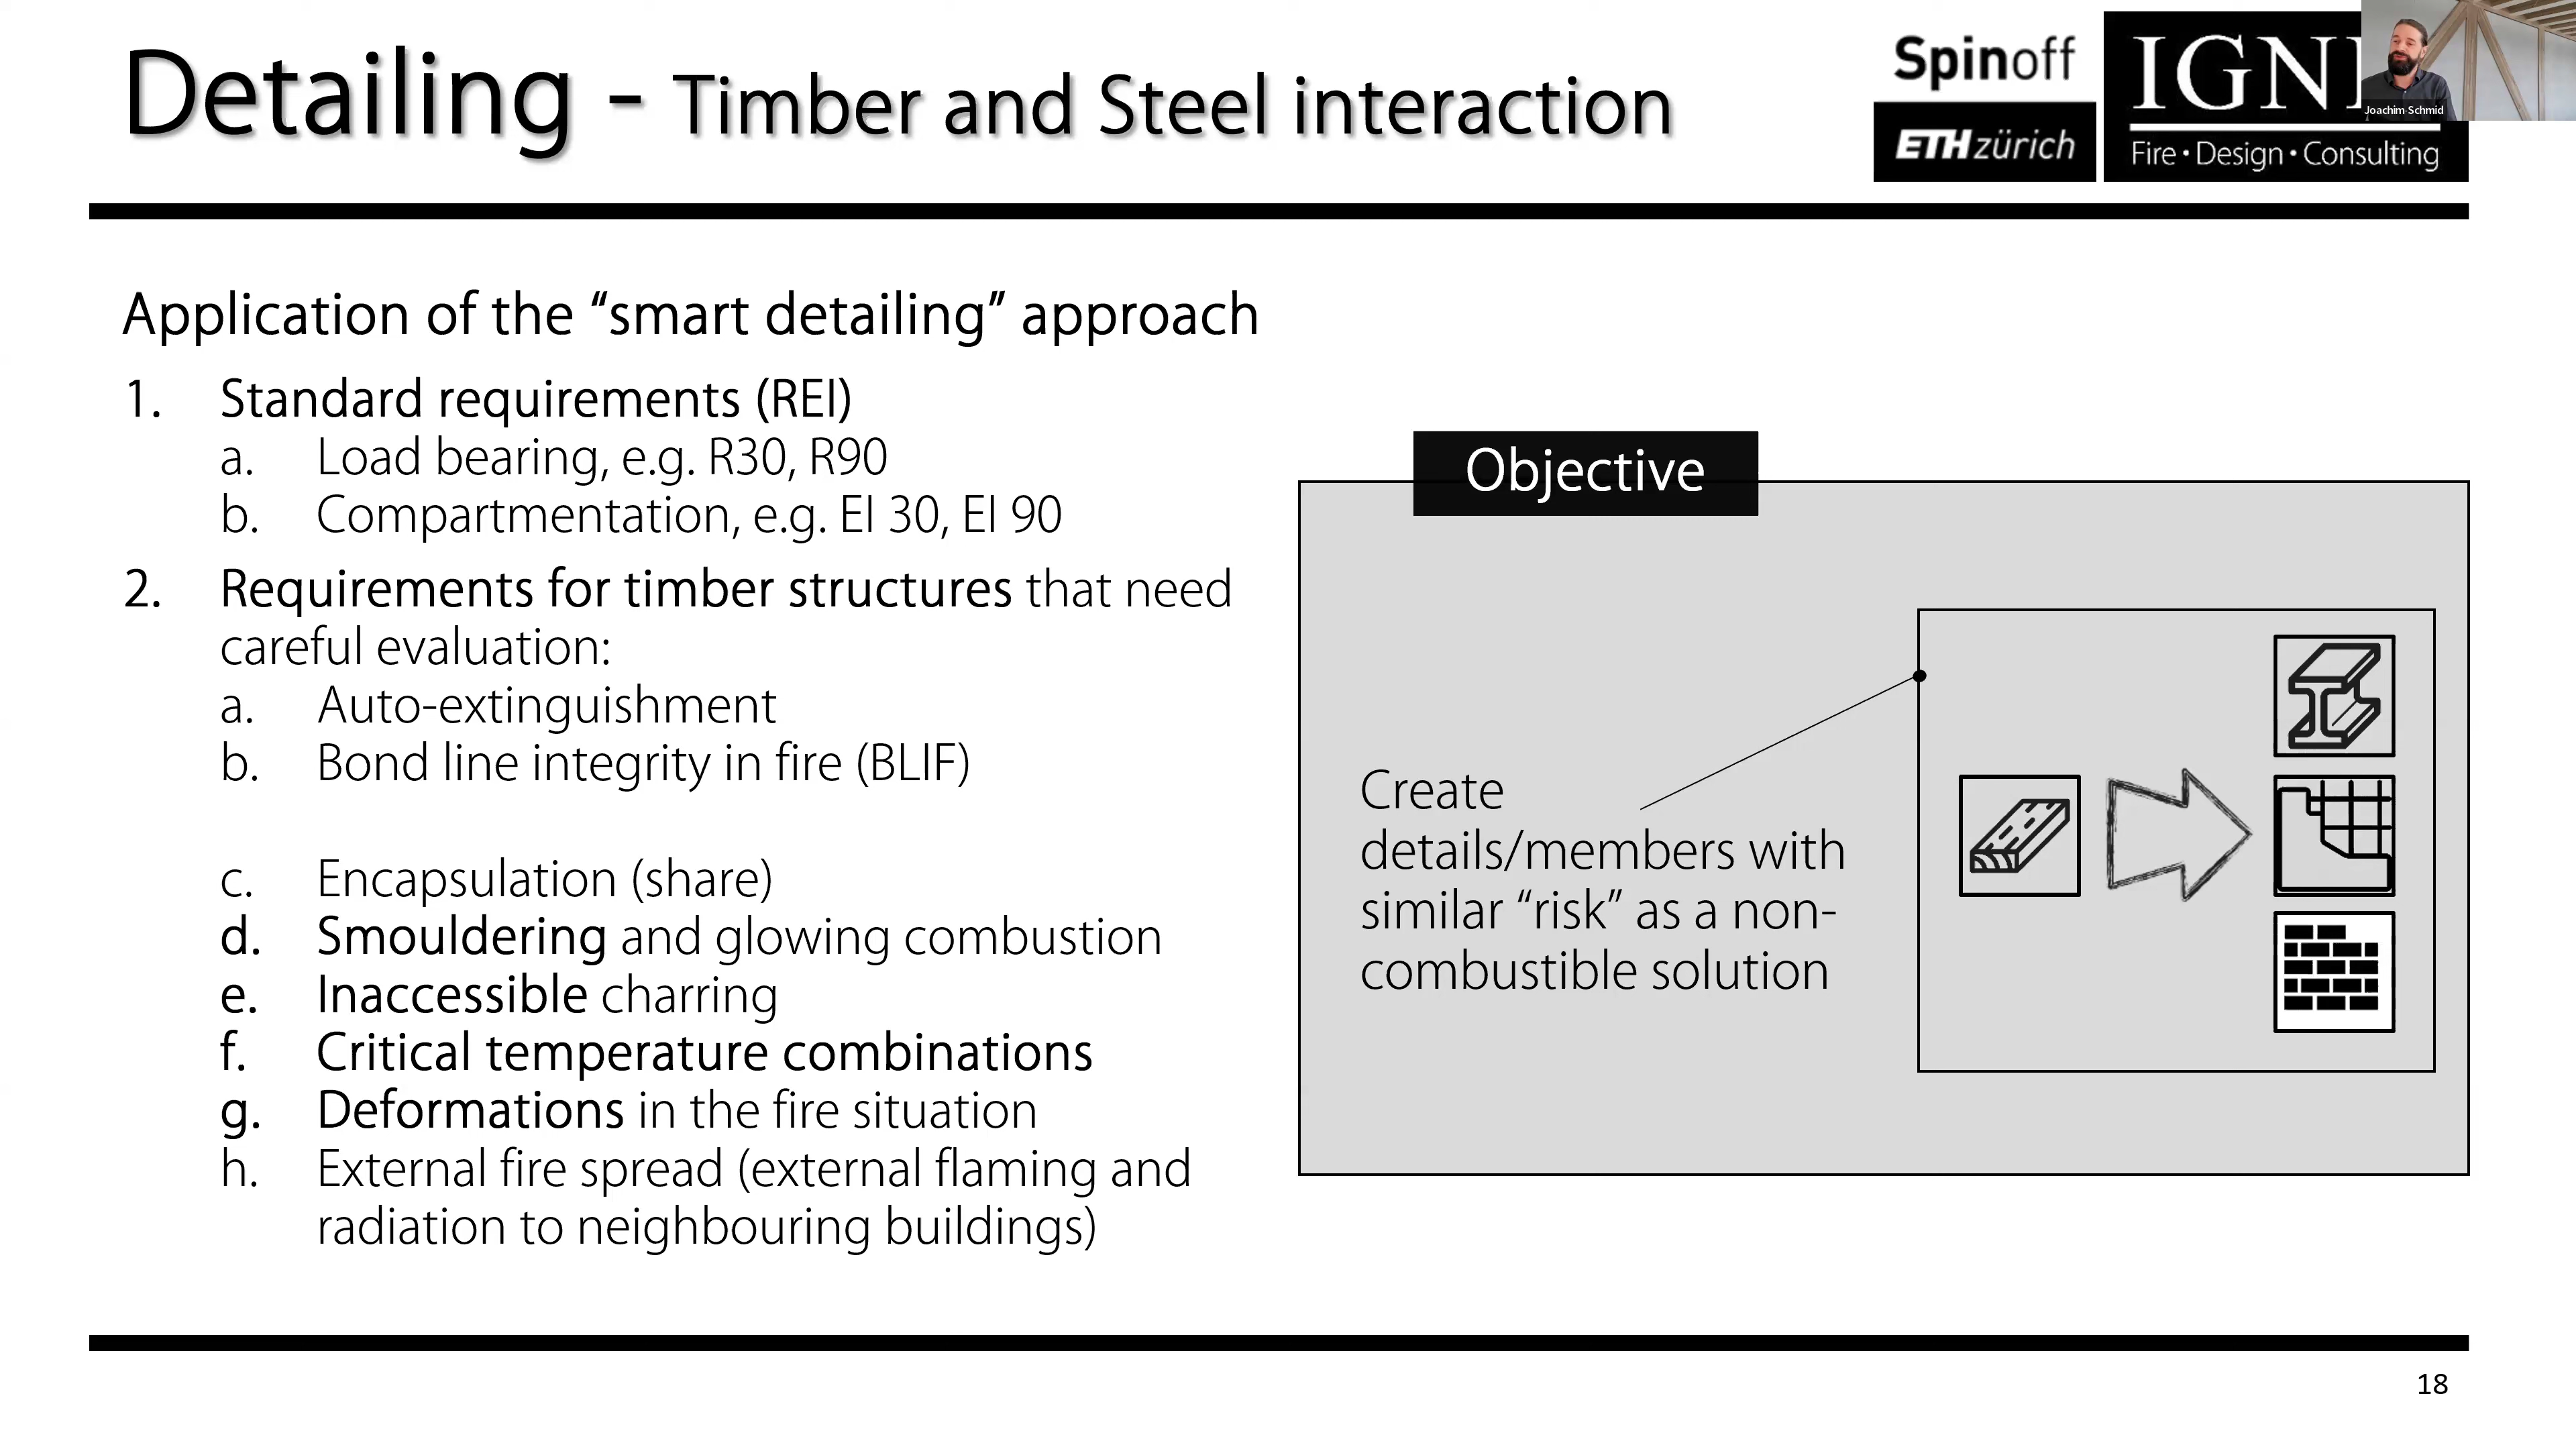 Detailing - Timber and Steel interaction
Spinoff
ETH zürich
Fire • Design • Consulting
Joachim Schmid
Application of the “smart detailing” approach
1. Standard requirements (REI)
a. Load bearing, e.g. R30, R90
b. Compartmentation, e.g. EI 30, EI 90
2. Requirements for timber structures that need
careful evaluation:
a. Auto-extinguishment
b. Bond line integrity in fire (BLIF)
c. Encapsulation (share)
d. Smouldering and glowing combustion
e. Inaccessible charring
f. Critical temperature combinations
g. Deformations in the fire situation
h. External fire spread (external flaming and
radiation to neighbouring buildings)
Objective
Create
details/members with
similar “risk” as a non-
combustible solution
18